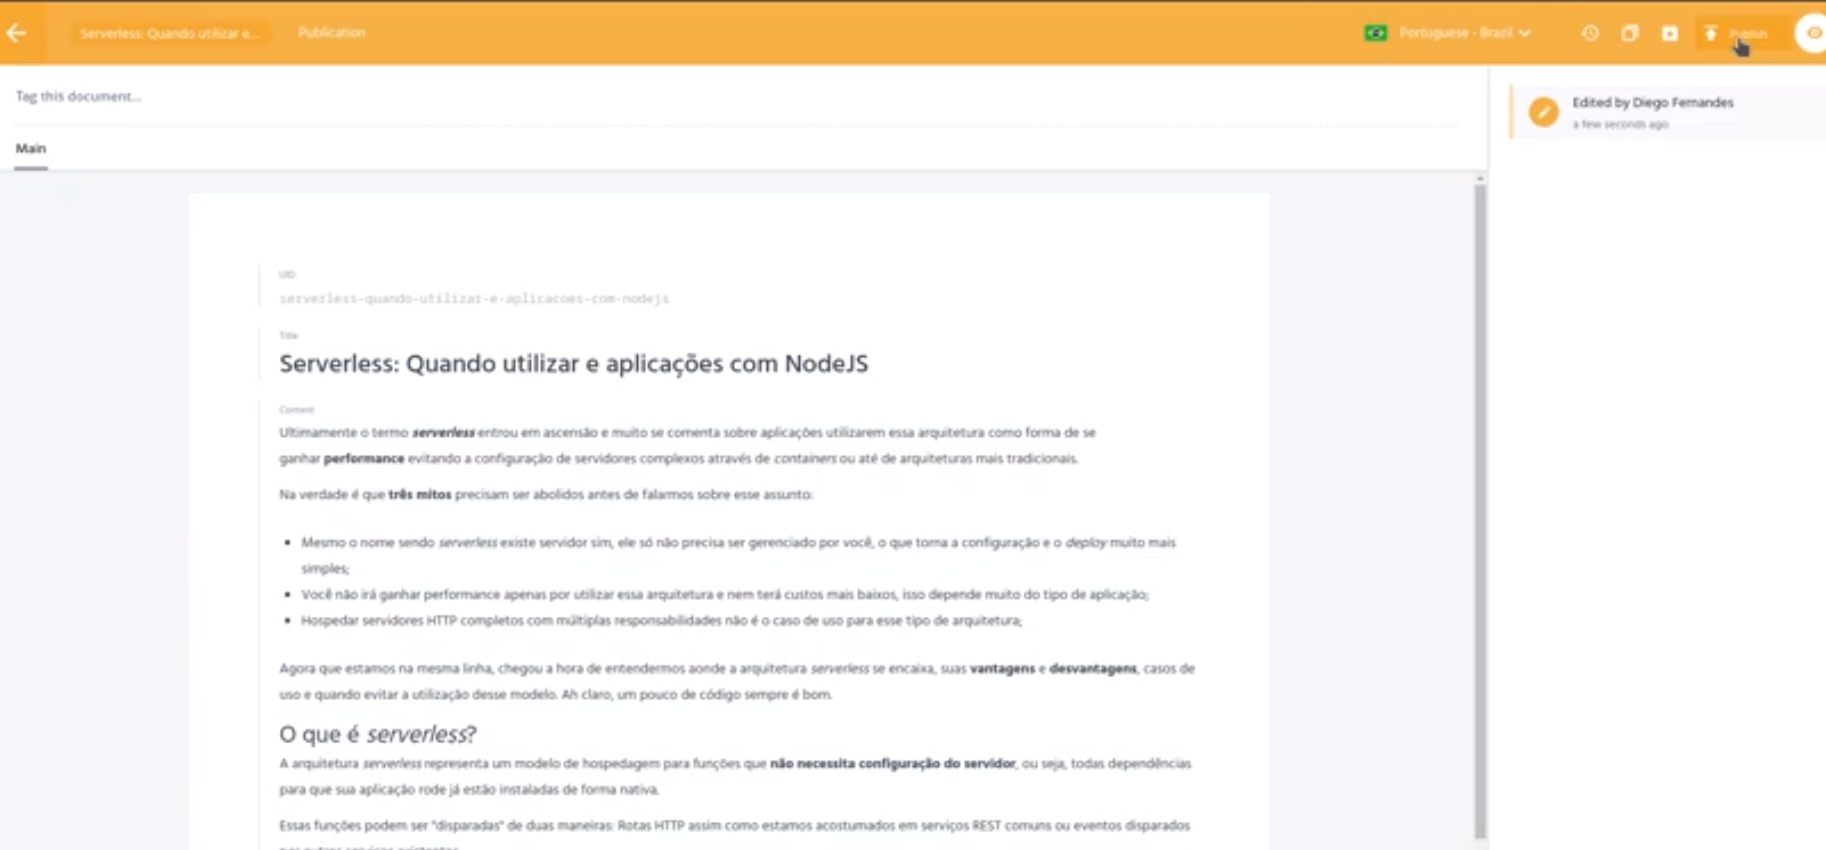 Serverless: Quando utilizar e...
Publication
Portuguese - Brazil
Publish
Tag this document...
Edited by Diego Fernandes
a few seconds ago
Main
UID
serverless-quando-utilizar-e-aplicacoes-com-nodejs
Title
Serverless: Quando utilizar e aplicações com NodeJS
Content
Ultimamente o termo serverless entrou em ascensão e muito se comenta sobre aplicações utilizarem essa arquitetura como forma de se
ganhar performance evitando a configuração de servidores complexos através de containers ou até de arquiteturas mais tradicionais.
Na verdade é que três mitos precisam ser abolidos antes de falarmos sobre esse assunto:
• Mesmo o nome sendo serverless existe servidor sim, ele só não precisa ser gerenciado por você, o que torna a configuração e o deploy muito mais
simples;
• Você não irá ganhar performance apenas por utilizar essa arquitetura e nem terá custos mais baixos, isso depende muito do tipo de aplicação;
• Hospedar servidores HTTP completos com múltiplas responsabilidades não é o caso de uso para esse tipo de arquitetura;
Agora que estamos na mesma linha, chegou a hora de entendermos aonde a arquitetura serverless se encaixa, suas vantagens e desvantagens, casos de
uso e quando evitar a utilização desse modelo. Ah claro, um pouco de código sempre é bom.
O que é serverless?
A arquitetura serverless representa um modelo de hospedagem para funções que não necessita configuração do servidor, ou seja, todas dependências
para que sua aplicação rode já estão instaladas de forma nativa.
Essas funções podem ser "disparadas" de duas maneiras: Rotas HTTP assim como estamos acostumados em serviços REST comuns ou eventos disparados